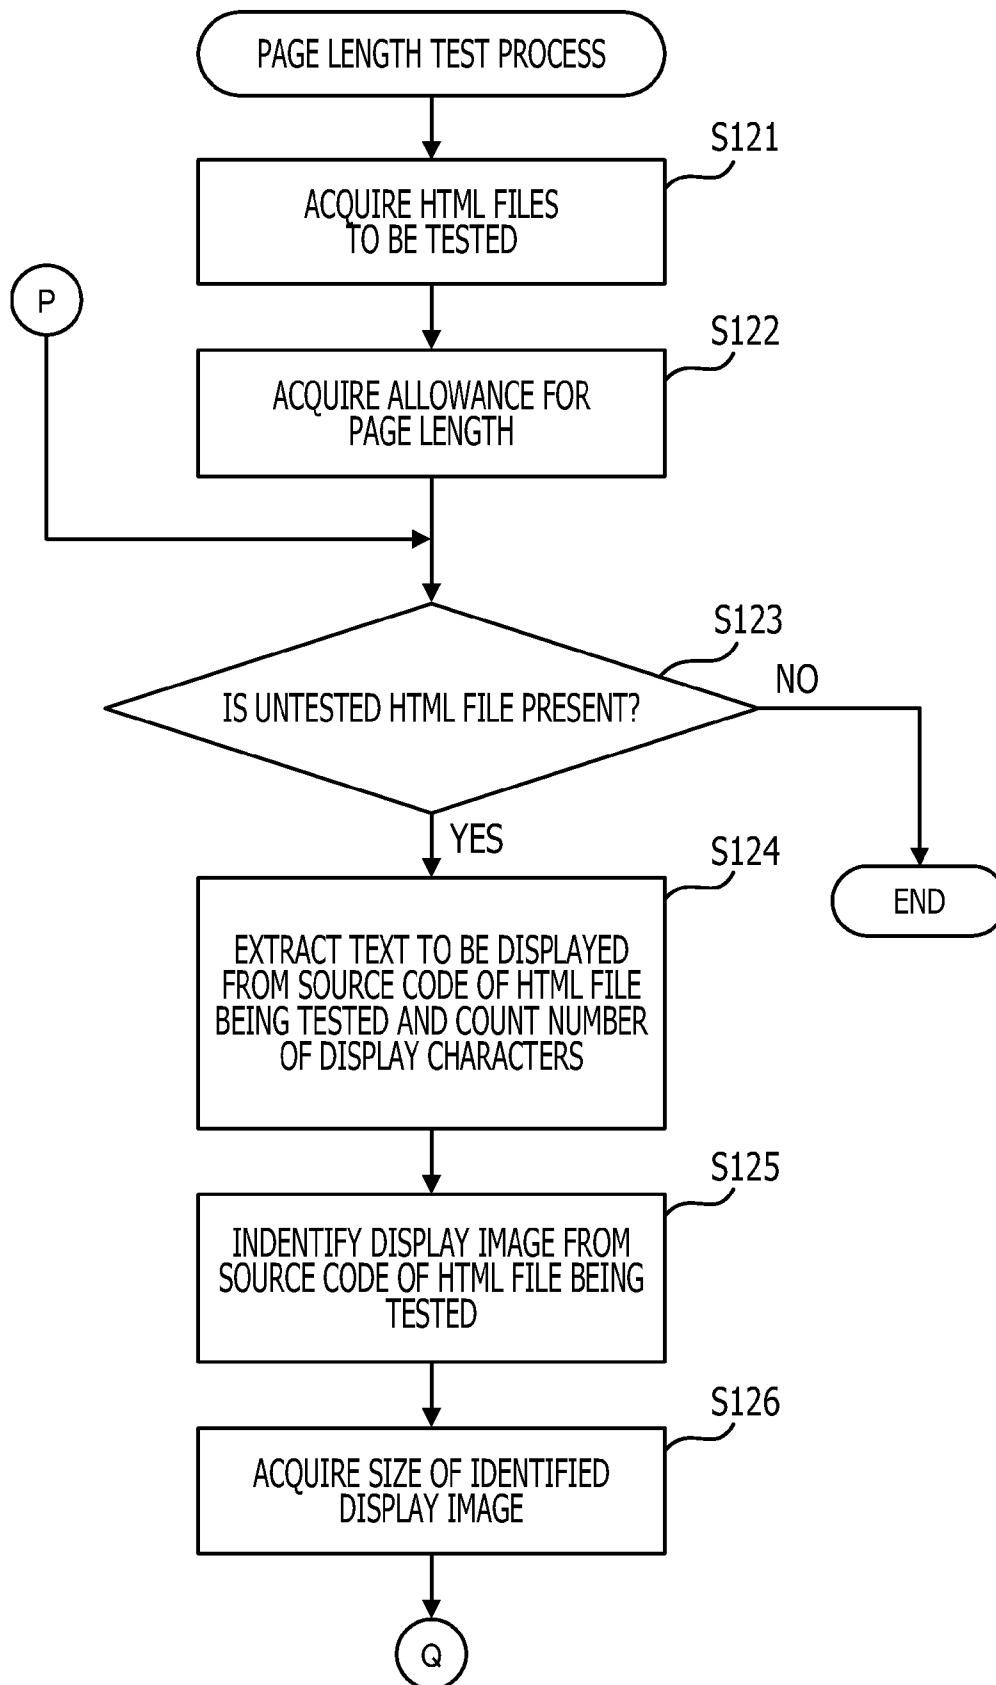 PAGE LENGTH TEST PROCESS
S121
ACQUIRE HTML FILES
TO BE TESTED
P
S122
ACQUIRE ALLOWANCE FOR
PAGE LENGTH
S123
IS UNTESTED HTML FILE PRESENT?
NO
YES
END
S124
EXTRACT TEXT TO BE DISPLAYED
FROM SOURCE CODE OF HTML FILE
BEING TESTED AND COUNT NUMBER
OF DISPLAY CHARACTERS
S125
INDENTIFY DISPLAY IMAGE FROM
SOURCE CODE OF HTML FILE BEING
TESTED
S126
ACQUIRE SIZE OF IDENTIFIED
DISPLAY IMAGE
Q